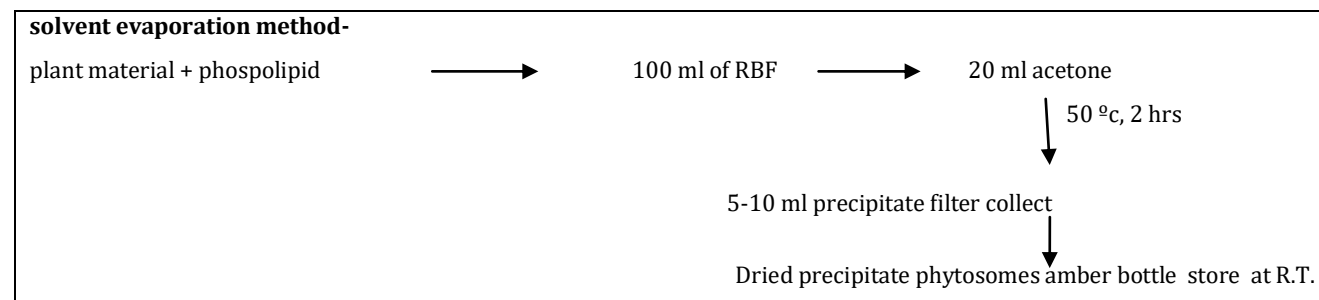 solvent evaporation method-
plant material + phospolipid 100 ml of RBF 20 ml acetone
50 ºc, 2 hrs
5-10 ml precipitate filter collect
Dried precipitate phytosomes amber bottle store at R.T.